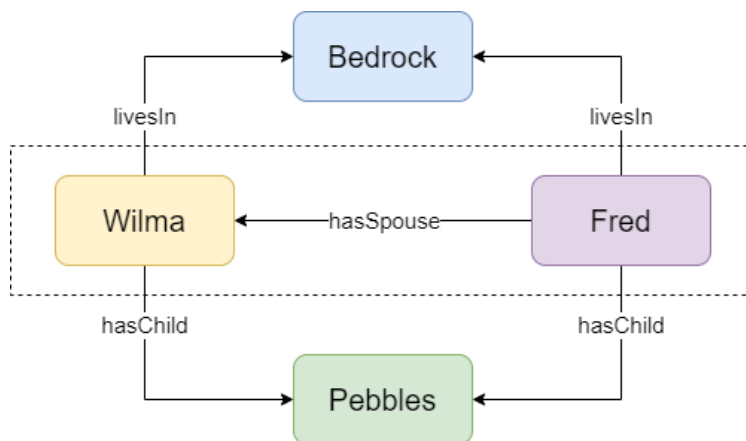 Bedrock
livesIn
livesIn
Wilma
hasSpouse
Fred
hasChild
hasChild
Pebbles